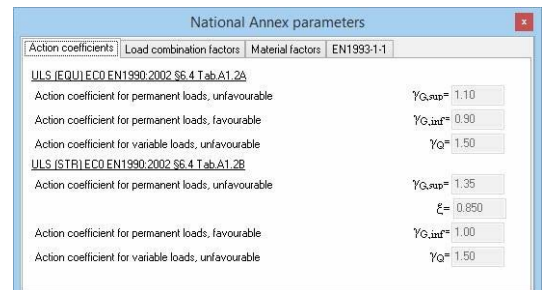 National Annex parameters
x
Action coefficients Load combination factors Material factors EN1993-1-1
ULS (EQU) EC0 EN1990:2002 §6.4 Tab.A1.2A
Action coefficient for permanent loads, unfavourable γG,sup= 1.10
Action coefficient for permanent loads, favourable γG,inf= 0.90
Action coefficient for variable loads, unfavourable γQ= 1.50
ULS (STR) EC0 EN1990:2002 §6.4 Tab.A1.2B
Action coefficient for permanent loads, unfavourable γG,sup= 1.35
ξ= 0.850
Action coefficient for permanent loads, favourable γG,inf= 1.00
Action coefficient for variable loads, unfavourable γQ= 1.50